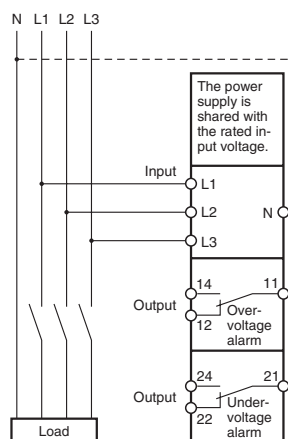 N L1 L2 L3
The power
supply is
shared with
the rated in-
put voltage.
Input
L1
L2
N
L3
14
11
Output
12
Over-
voltage
alarm
24
21
Output
22
Under-
voltage
alarm
Load